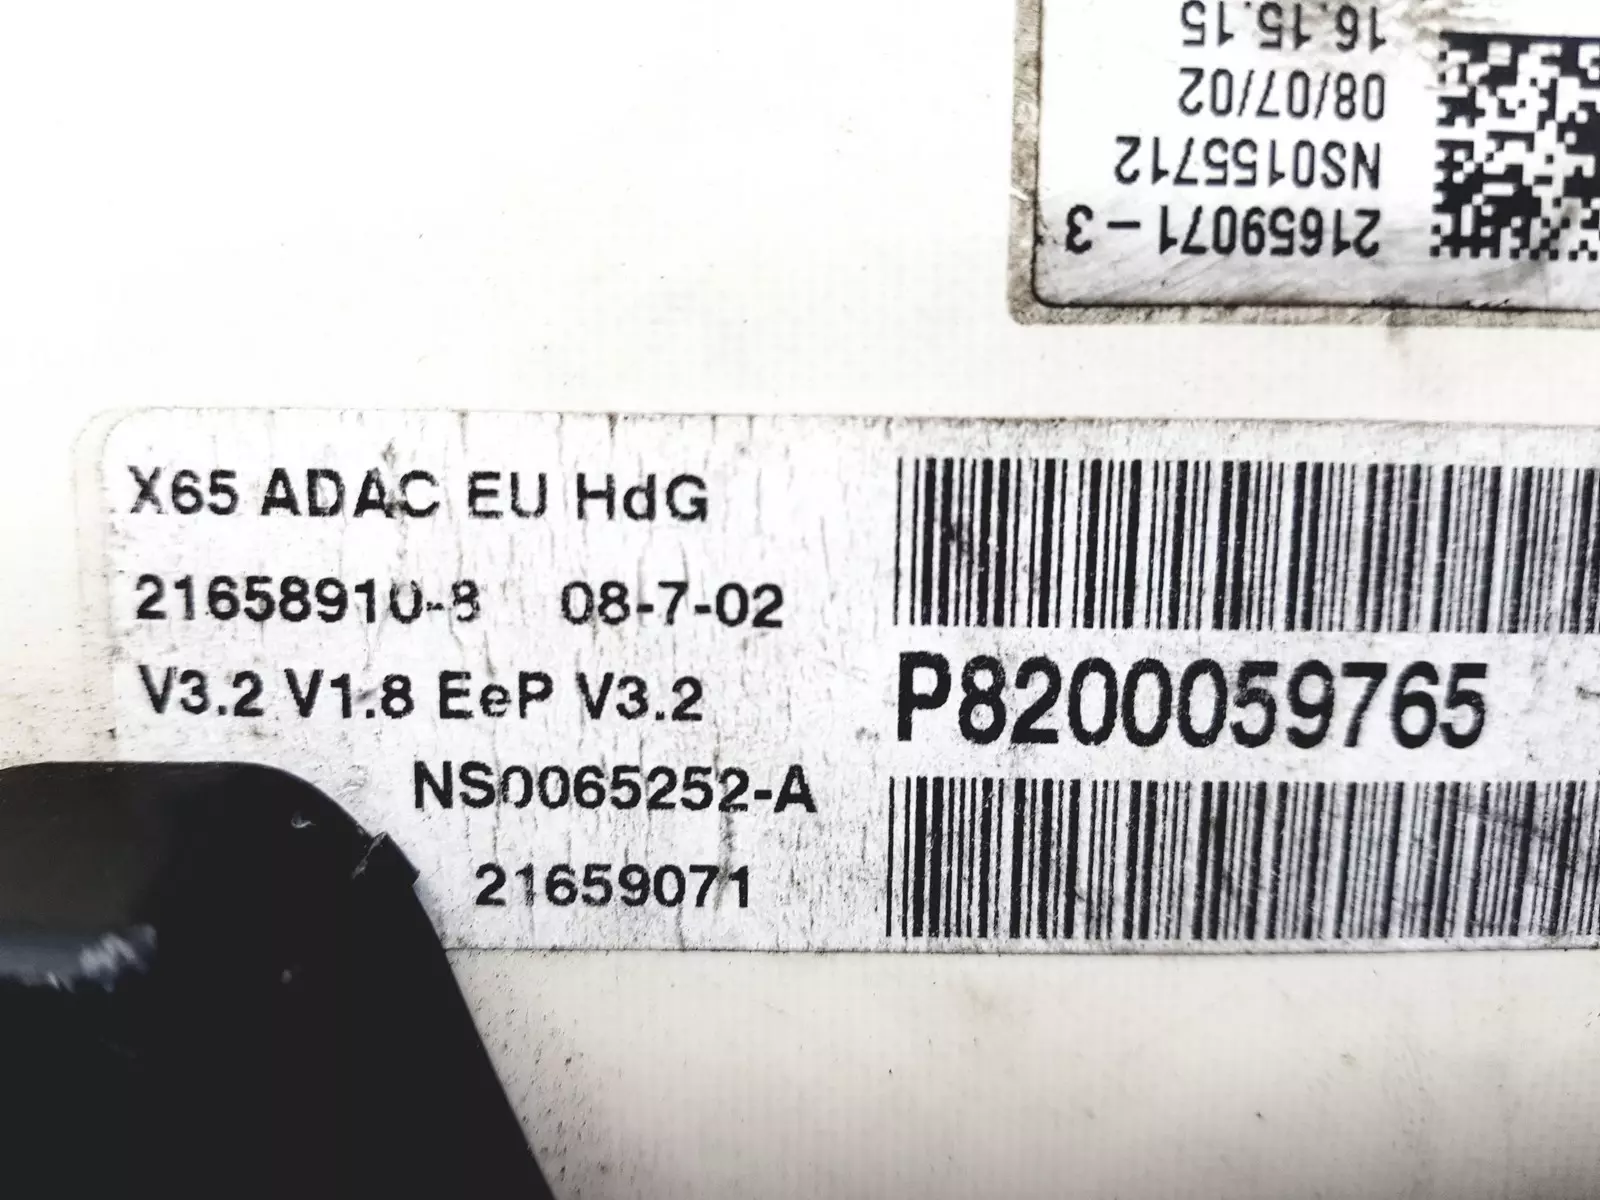 16.15.15
08/07/02
NS0155712
21659071-3
X65 ADAC EU HdG
21658910-8 08-7-02
V3.2 V1.8 EeP V3.2
NS0065252-A
21659071
P8200059765